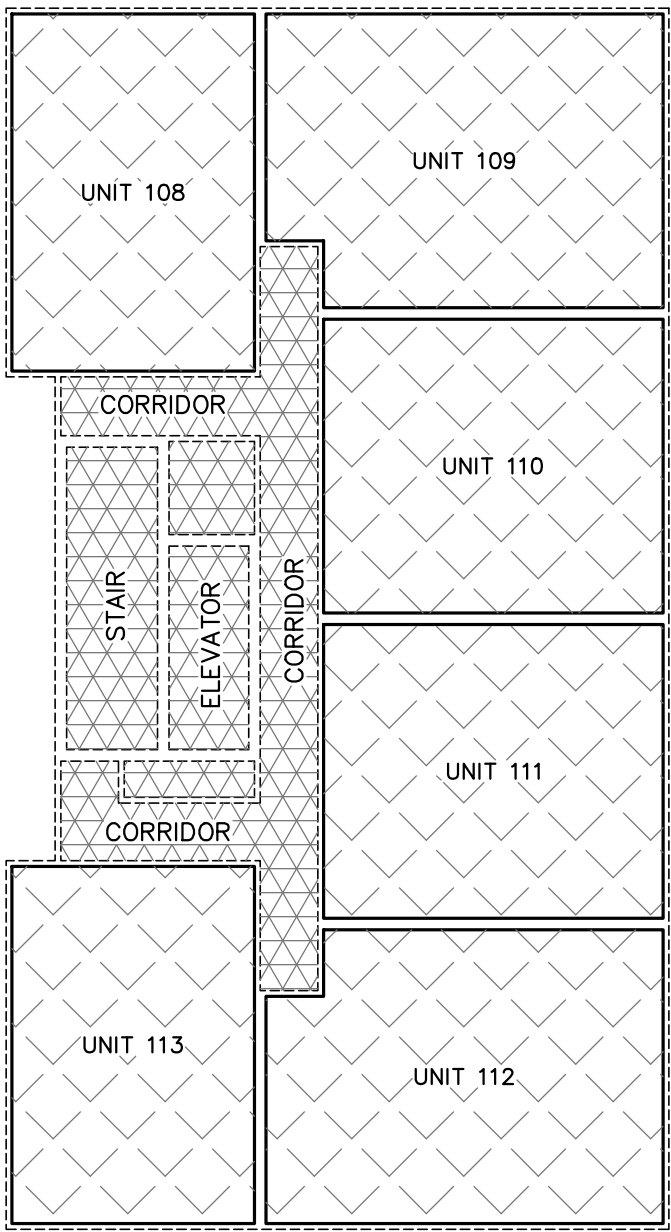 UNIT 108
UNIT 109
CORRIDOR
UNIT 110
STAIR
ELEVATOR
CORRIDOR
UNIT 111
CORRIDOR
UNIT 113
UNIT 112